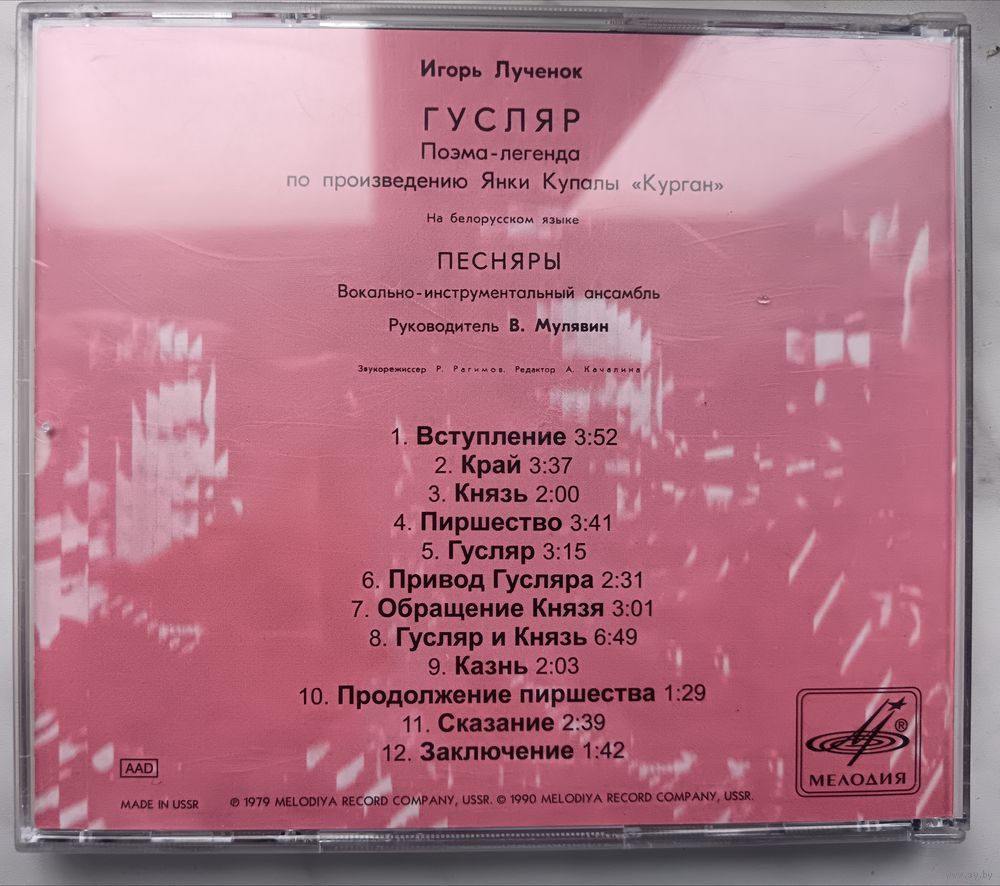 Игорь Лученок
ГУСЛЯР
Поэма-легенда
по произведению Янки Купалы «Курган»
На белорусском языке
ПЕСНЯРЫ
Вокально-инструментальный ансамбль
Руководитель В. Мулявин
Звукорежиссер Р. Рагимов. Редактор А. Качалина
1. Вступление 3:52
2. Край 3:37
3. Князь 2:00
4. Пиршество 3:41
5. Гусляр 3:15
6. Привод Гусляра 2:31
7. Обращение Князя 3:01
8. Гусляр и Князь 6:49
9. Казнь 2:03
10. Продолжение пиршества 1:29
11. Сказание 2:39
12. Заключение 1:42
®
МЕЛОДИЯ
AAD
MADE IN USSR ℗ 1979 MELODIYA RECORD COMPANY, USSR. © 1990 MELODIYA RECORD COMPANY, USSR.
www.ay.by